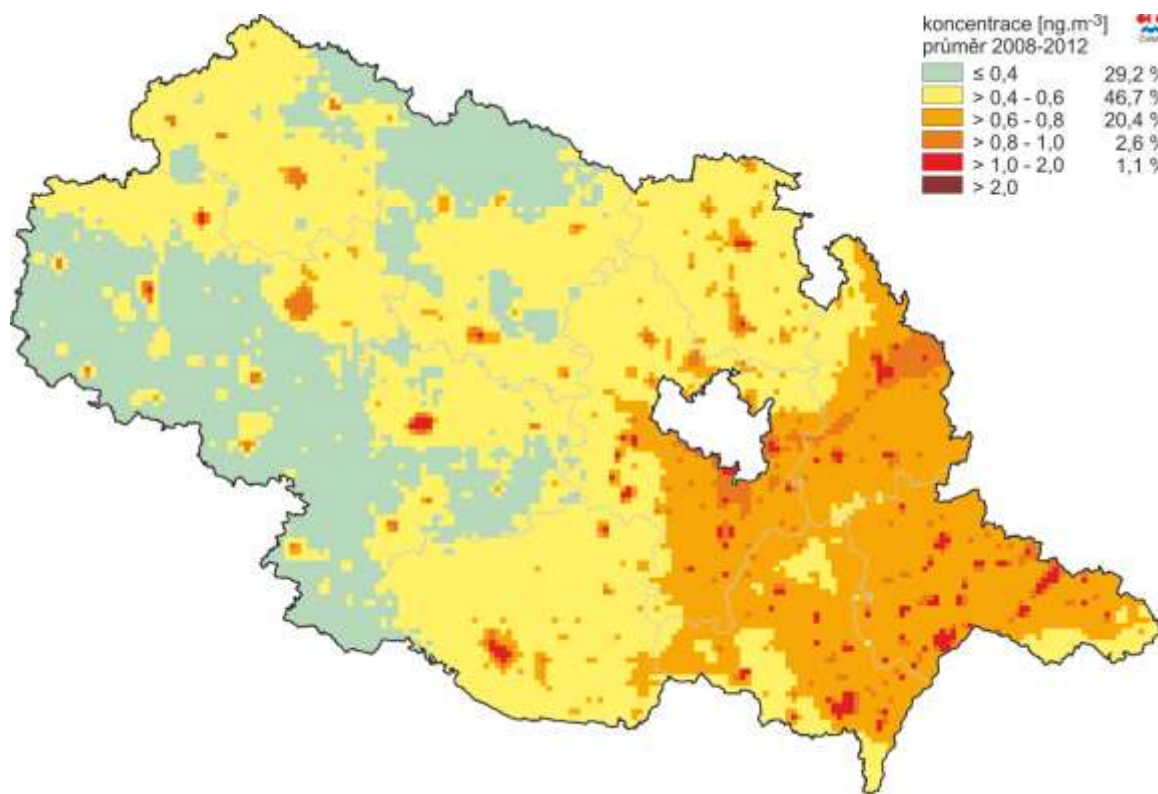 koncentrace [ng.m-3]
průměr 2008-2012
≤ 0,4 29,2 %
> 0,4 - 0,6 46,7 %
> 0,6 - 0,8 20,4 %
> 0,8 - 1,0 2,6 %
> 1,0 - 2,0 1,1 %
> 2,0